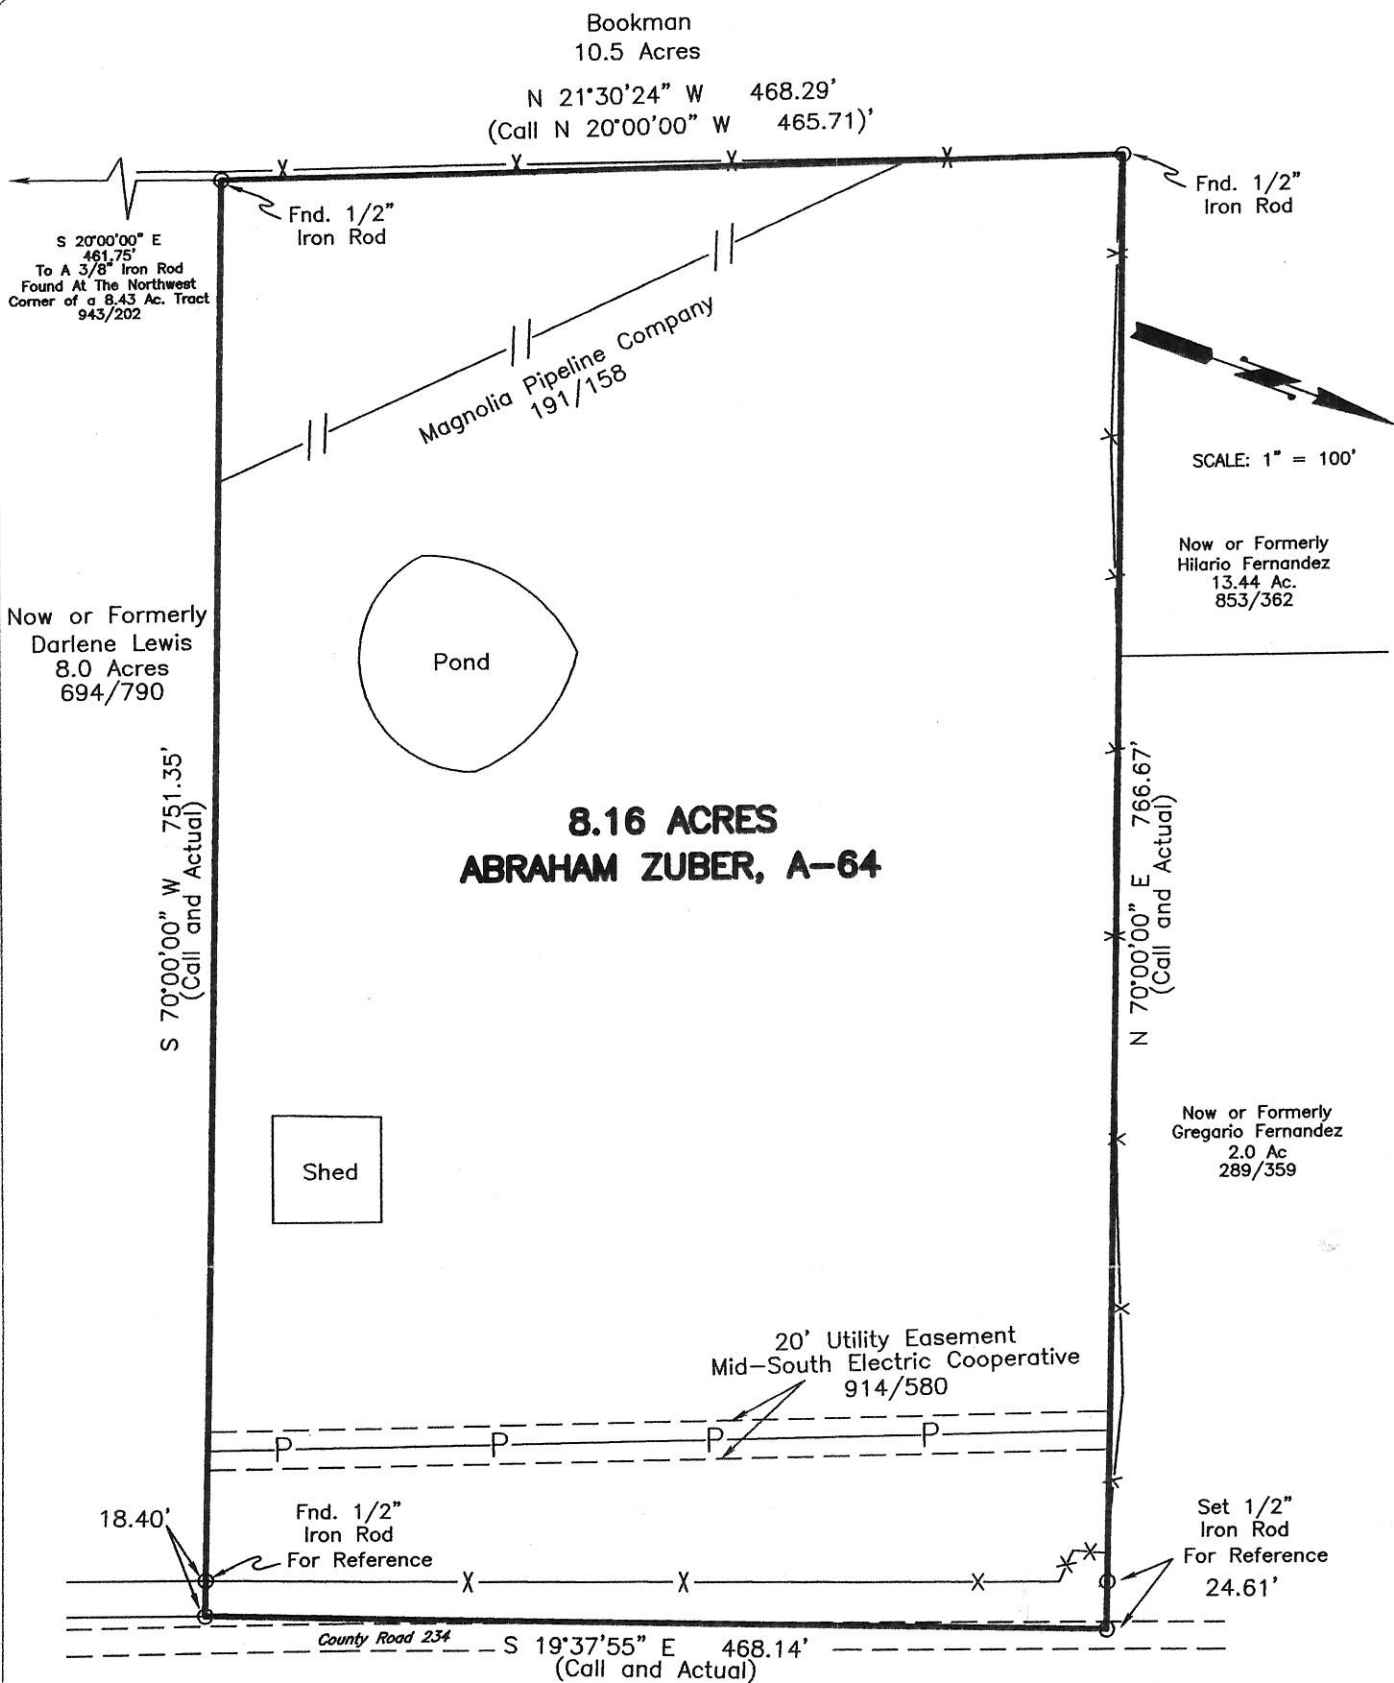 Bookman
10.5 Acres
N 21°30'24" W 468.29'
(Call N 20°00'00" W 465.71)'
Fnd. 1/2"
Iron Rod
Fnd. 1/2"
Iron Rod
S 20°00'00" E
461.75'
To A 3/8" Iron Rod
Found At The Northwest
Corner of a 8.43 Ac. Tract
943/202
Magnolia Pipeline Company
191/158
SCALE: 1" = 100'
Now or Formerly
Hilario Fernandez
13.44 Ac.
853/362
Now or Formerly
Darlene Lewis
8.0 Acres
694/790
Pond
S 70°00'00" W 751.35'
(Call and Actual)
8.16 ACRES
ABRAHAM ZUBER, A-64
N 70°00'00" E 766.67'
(Call and Actual)
Now or Formerly
Gregario Fernandez
2.0 Ac
289/359
Shed
20' Utility Easement
Mid-South Electric Cooperative
914/580
P P P P
18.40'
Fnd. 1/2"
Iron Rod
For Reference
Set 1/2"
Iron Rod
For Reference
24.61'
County Road 234
S 19°37'55" E 468.14'
(Call and Actual)